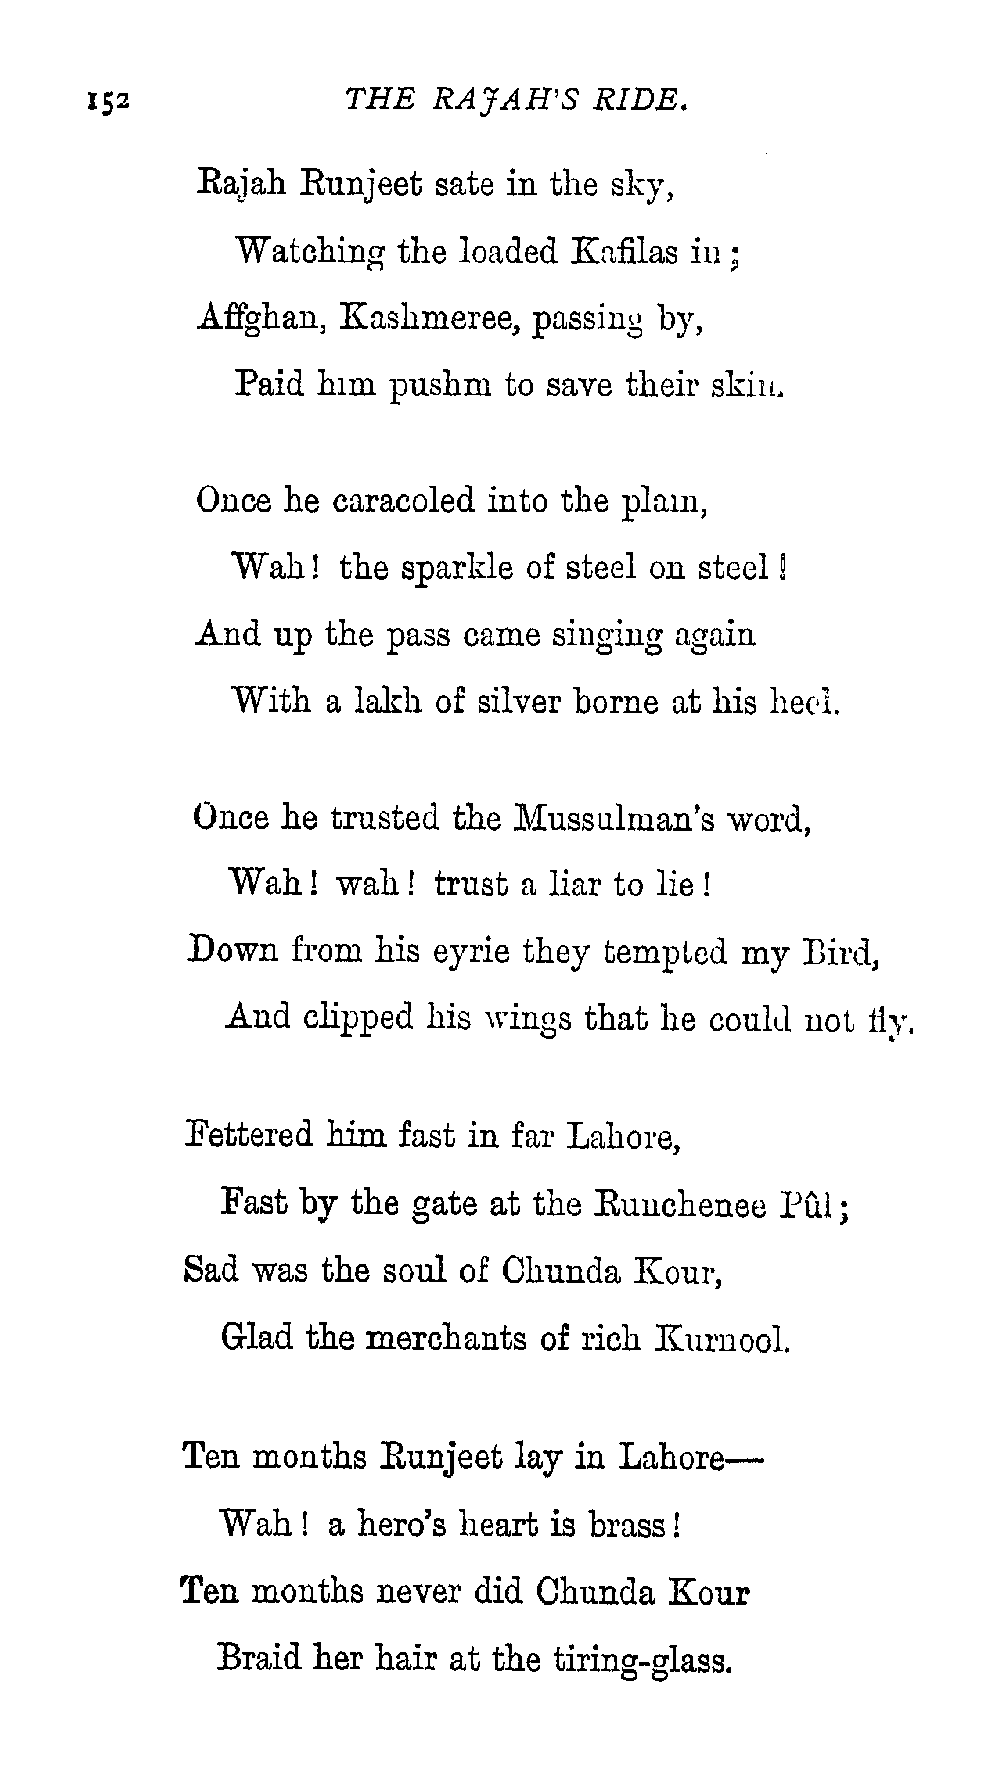 152 THE RAJAH'S RIDE.
Rajah Runjeet sate in the sky,
Watching the loaded Kafilas in;
Affghan, Kashmeree, passing by,
Paid him pushm to save their skin.
Once he caracoled into the plain,
Wah! the sparkle of steel on steel!
And up the pass came singing again
With a lakh of silver borne at his heel.
Once he trusted the Mussulman's word,
Wah! wah! trust a liar to lie!
Down from his eyrie they tempted my Bird,
And clipped his wings that he could not fly.
Fettered him fast in far Lahore,
Fast by the gate at the Runchenee Pûl;
Sad was the soul of Chunda Kour,
Glad the merchants of rich Kurnool.
Ten months Runjeet lay in Lahore—
Wah! a hero's heart is brass!
Ten months never did Chunda Kour
Braid her hair at the tiring-glass.